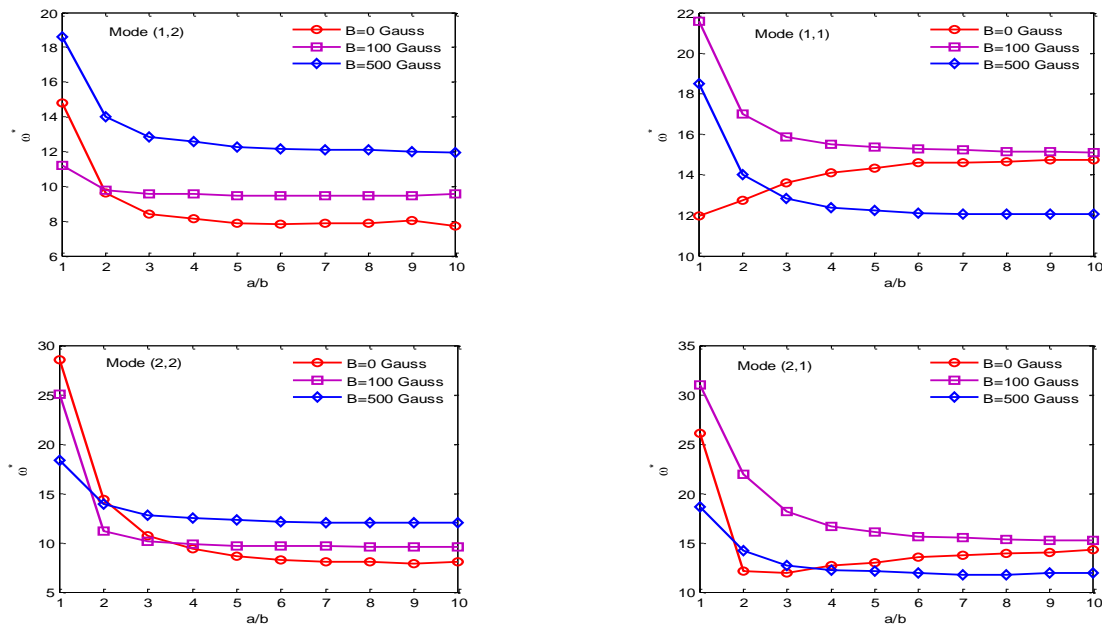 Mode (1,2)
B=0 Gauss
B=100 Gauss
B=500 Gauss
20
18
16
14
12
10
8
6
ω*
1 2 3 4 5 6 7 8 9 10
a/b
Mode (1,1)
B=0 Gauss
B=100 Gauss
B=500 Gauss
22
20
18
16
14
12
10
ω*
1 2 3 4 5 6 7 8 9 10
a/b
Mode (2,2)
B=0 Gauss
B=100 Gauss
B=500 Gauss
30
25
20
15
10
5
ω*
1 2 3 4 5 6 7 8 9 10
a/b
Mode (2,1)
B=0 Gauss
B=100 Gauss
B=500 Gauss
35
30
25
20
15
10
ω*
1 2 3 4 5 6 7 8 9 10
a/b